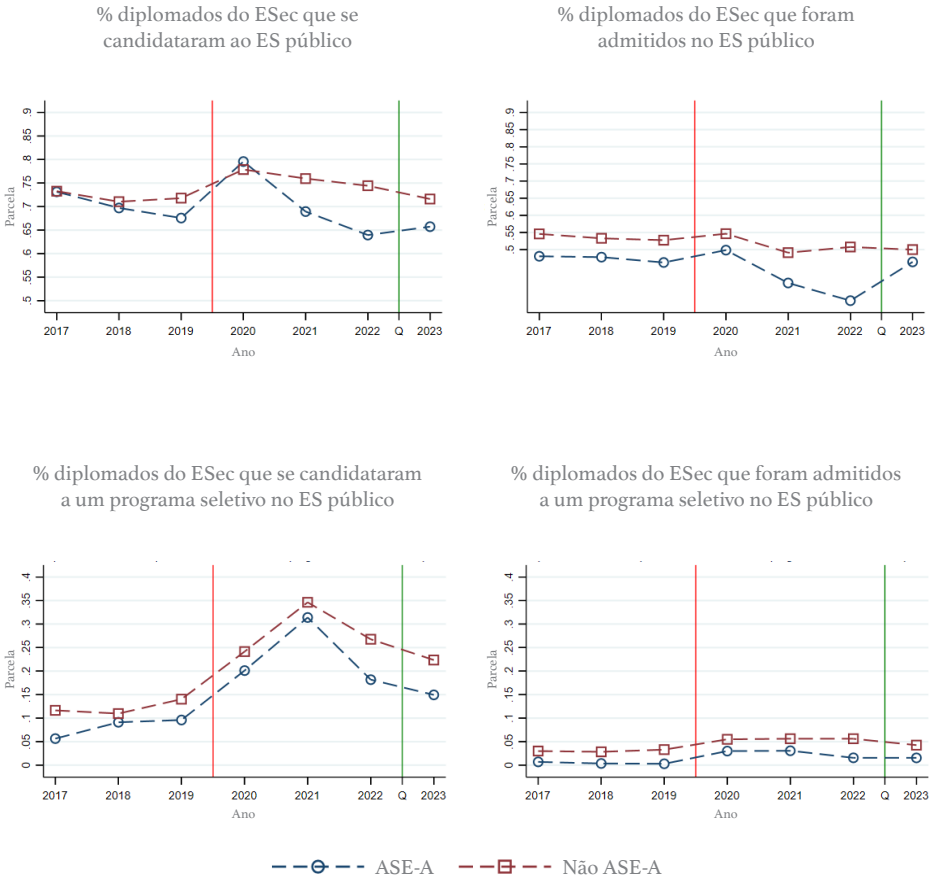 % diplomados do ESec que se
candidataram ao ES público
% diplomados do ESec que foram
admitidos no ES público
.9
.85
.8
.75
.7
.65
.6
.55
.5
Parcela
2017 2018 2019 2020 2021 2022 Q 2023
Ano
.9
.85
.8
.75
.7
.65
.6
.55
.5
Parcela
2017 2018 2019 2020 2021 2022 Q 2023
Ano
% diplomados do ESec que se candidataram
a um programa seletivo no ES público
% diplomados do ESec que foram admitidos
a um programa seletivo no ES público
.4
.35
.3
.25
.2
.15
.1
.05
0
Parcela
2017 2018 2019 2020 2021 2022 Q 2023
Ano
.4
.35
.3
.25
.2
.15
.1
.05
0
Parcela
2017 2018 2019 2020 2021 2022 Q 2023
Ano
ASE-A Não ASE-A